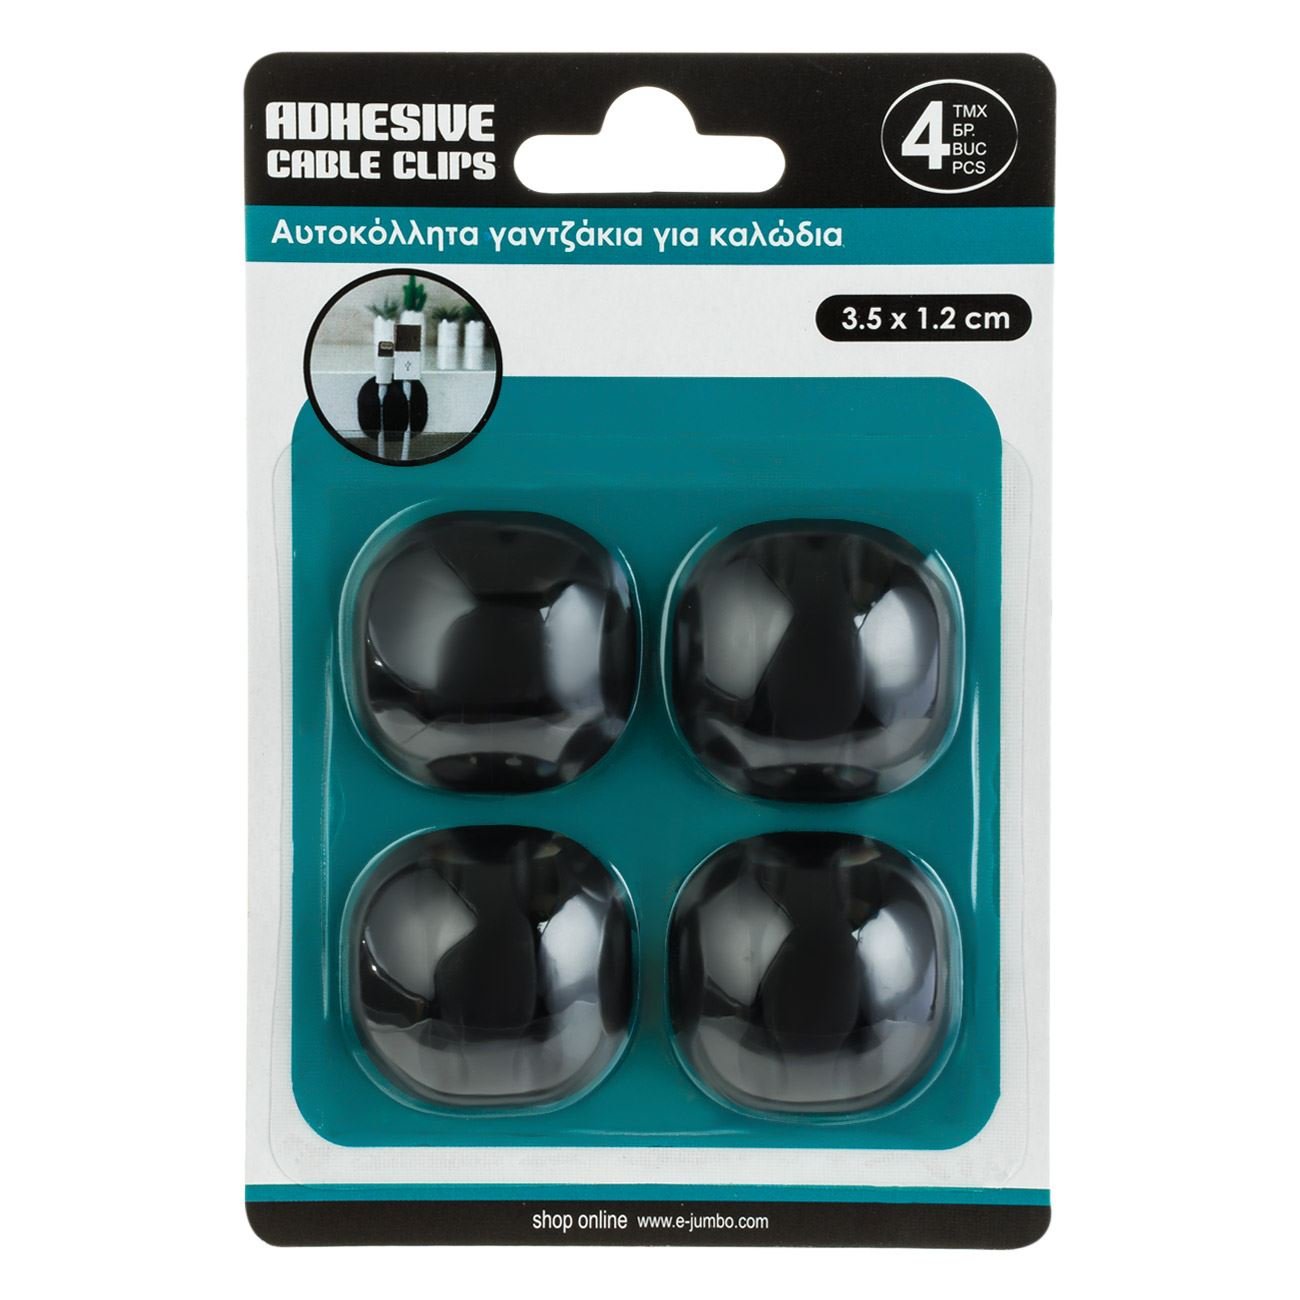 ADHESIVE
CABLE CLIPS
4
ΤΜΧ
БР.
BUC
PCS
Αυτοκόλλητα γαντζάκια για καλώδια
3.5 x 1.2 cm
shop online www.e-jumbo.com